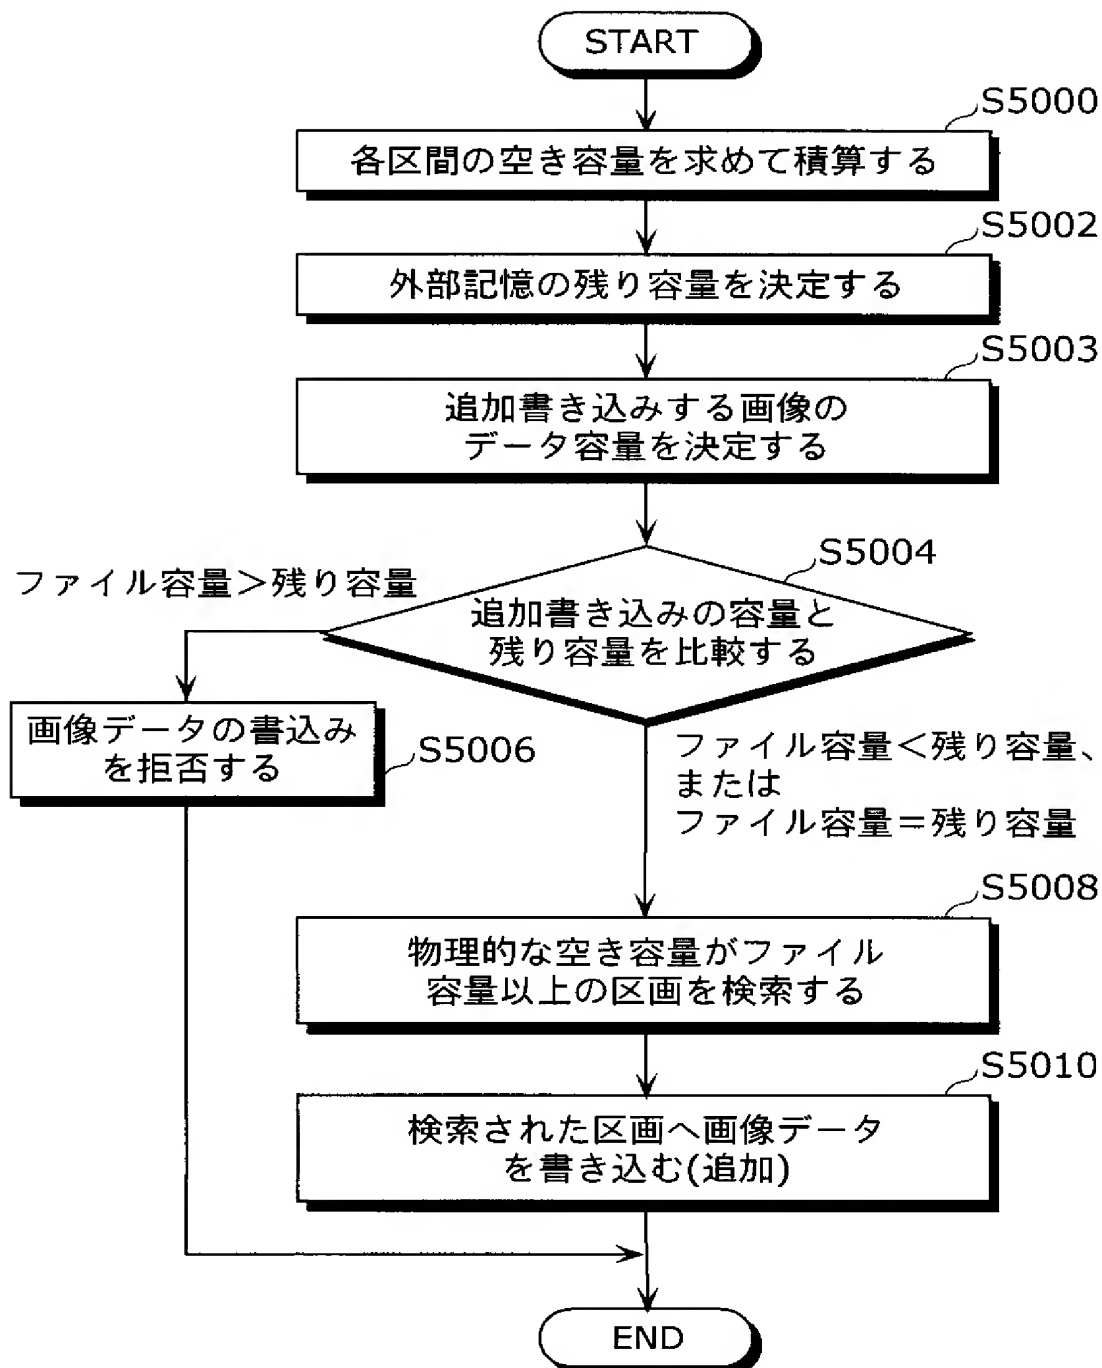 START
S5000
各区間の空き容量を求めて積算する
S5002
外部記憶の残り容量を決定する
S5003
追加書き込みする画像の
データ容量を決定する
S5004
ファイル容量＞残り容量
追加書き込みの容量と
残り容量を比較する
画像データの書込み
を拒否する
S5006
ファイル容量＜残り容量、
または
ファイル容量＝残り容量
S5008
物理的な空き容量がファイル
容量以上の区画を検索する
S5010
検索された区画へ画像データ
を書き込む(追加)
END